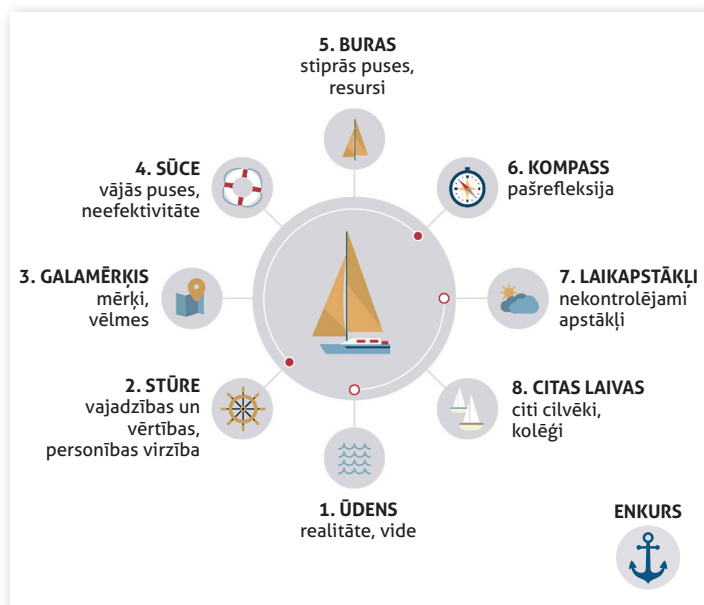 5. BURAS
stiprās puses,
resursi
4. SŪCE
vājās puses,
neefektivitāte
6. KOMPASS
pašrefleksija
3. GALAMĒRĶIS
mērķi,
vēlmes
7. LAIKAPSTĀKĻI
nekontrolējami
apstākļi
2. STŪRE
vajadzības un
vērtības,
personības virzība
8. CITAS LAIVAS
citi cilvēki,
kolēģi
1. ŪDENS
realitāte, vide
ENKURS